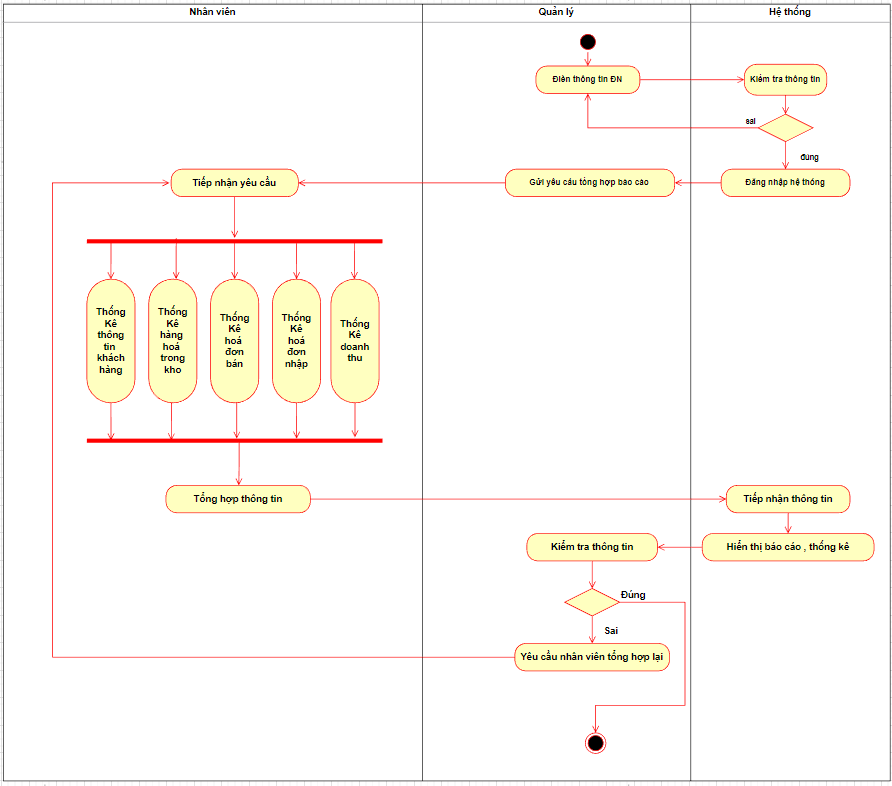 Nhân viên
Quản lý
Hệ thống
Điền thông tin ĐN
Kiểm tra thông tin
sai
đúng
Tiếp nhận yêu cầu
Gửi yêu cầu tổng hợp báo cáo
Đăng nhập hệ thống
Thống
Kê
thông
tin
khách
hàng
Thống
Kê
hàng
hoá
trong
kho
Thống
Kê
hoá
đơn
bán
Thống
Kê
hoá
đơn
nhập
Thống
Kê
doanh
thu
Tổng hợp thông tin
Tiếp nhận thông tin
Kiểm tra thông tin
Hiển thị báo cáo , thống kê
Đúng
Sai
Yêu cầu nhân viên tổng hợp lại